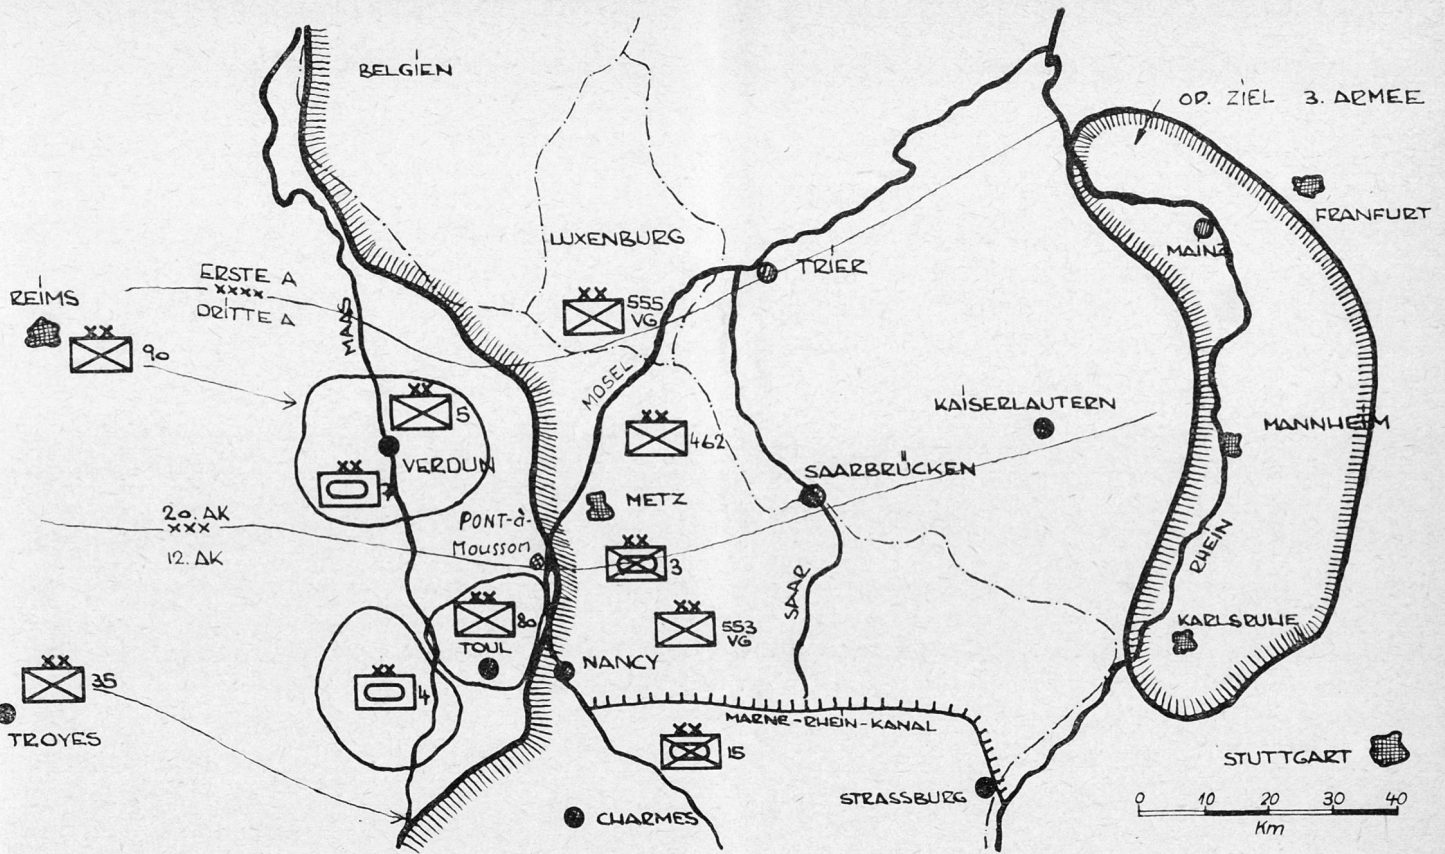 BELGIEN
OP. ZIEL 3. ARMEE
FRANFURT
LUXENBURG
MAINZ
TRIER
ERSTE A
XXXX
DRITTE A
REIMS
MAAS
XX
555
VG
XX
90
MOSEL
XX
5
KAISERLAUTERN
XX
462
MANNHEIM
VERDUN
SAARBRÜCKEN
XX
7
METZ
20. AK
XXX
12. AK
PONT-à-
MOUSSOM
XX
3
RHEIN
SAAR
XX
80
XX
553
VG
KARLSRUHE
TOUL
NANCY
XX
35
XX
4
MARNE-RHEIN-KANAL
TROYES
XX
15
STUTTGART
STRASSBURG
CHARMES
0 10 20 30 40
Km